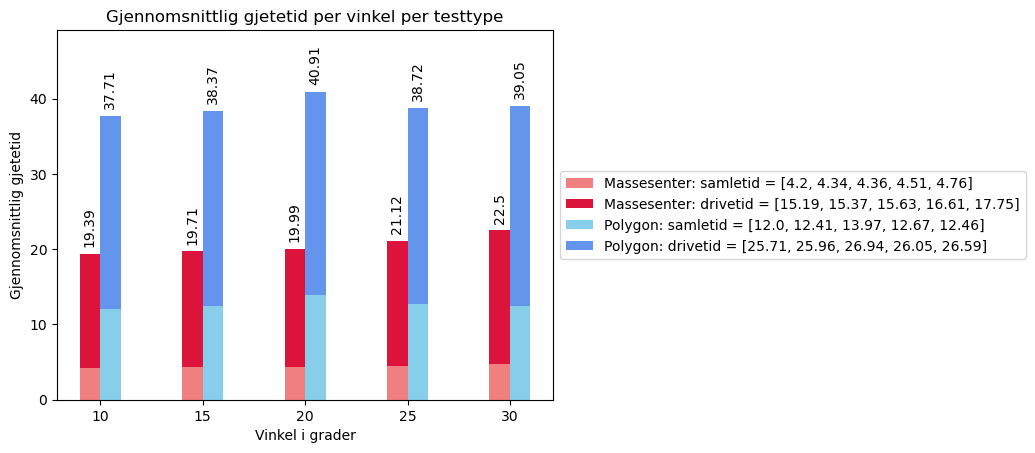 Gjennomsnittlig gjetetid per vinkel per testtype
Gjennomsnittlig gjetetid
40
30
20
10
0
19.39
37.71
19.71
38.37
19.99
40.91
21.12
38.72
22.5
39.05
10
15
20
25
30
Vinkel i grader
Massesenter: samletid = [4.2, 4.34, 4.36, 4.51, 4.76]
Massesenter: drivetid = [15.19, 15.37, 15.63, 16.61, 17.75]
Polygon: samletid = [12.0, 12.41, 13.97, 12.67, 12.46]
Polygon: drivetid = [25.71, 25.96, 26.94, 26.05, 26.59]